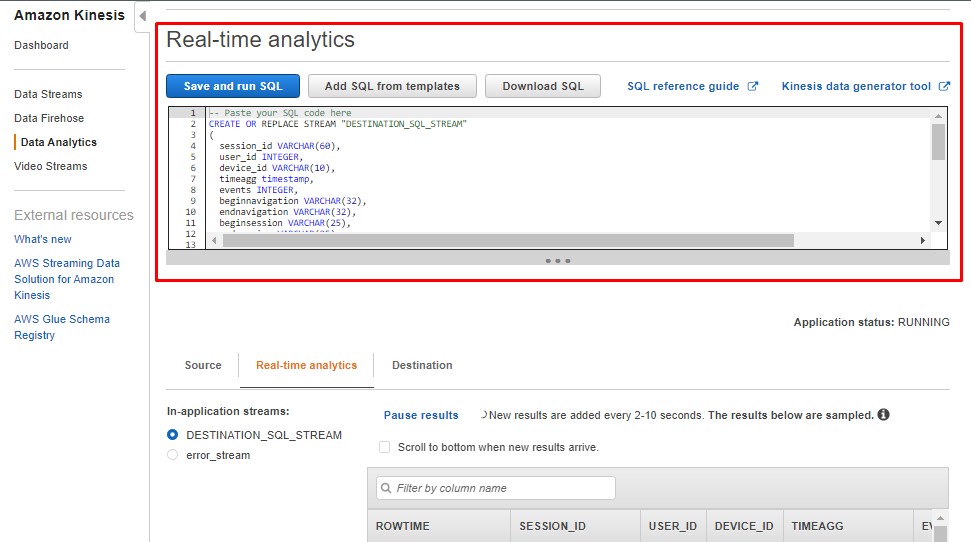 Amazon Kinesis
Dashboard
Data Streams
Data Firehose
Data Analytics
Video Streams
External resources
What's new
AWS Streaming Data
Solution for Amazon
Kinesis
AWS Glue Schema
Registry
Real-time analytics
Save and run SQL Add SQL from templates Download SQL SQL reference guide Kinesis data generator tool
1 -- Paste your SQL code here
2 CREATE OR REPLACE STREAM "DESTINATION_SQL_STREAM"
3 (
4 session_id VARCHAR(60),
5 user_id INTEGER,
6 device_id VARCHAR(10),
7 timeagg timestamp,
8 events INTEGER,
9 beginnavigation VARCHAR(32),
10 endnavigation VARCHAR(32),
11 beginsession VARCHAR(25),
12
13
Application status: RUNNING
Source Real-time analytics Destination
In-application streams:
DESTINATION_SQL_STREAM
error_stream
Pause results New results are added every 2-10 seconds. The results below are sampled.
Scroll to bottom when new results arrive.
Filter by column name
ROWTIME SESSION_ID USER_ID DEVICE_ID TIMEAGG